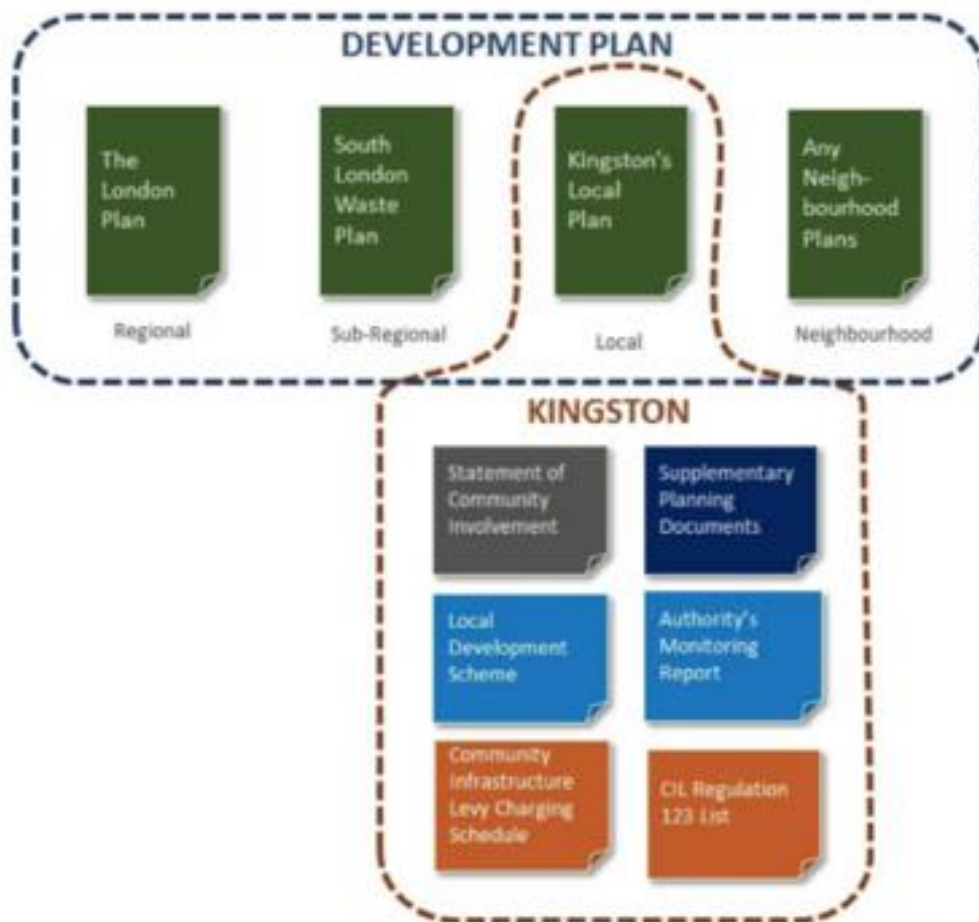 DEVELOPMENT PLAN
The
London
Plan
South
London
Waste
Plan
Kingston's
Local
Plan
Any
Neigh-
bourhood
Plans
Regional
Sub-Regional
Local
Neighbourhood
KINGSTON
Statement of
Community
Involvement
Supplementary
Planning
Documents
Local
Development
Scheme
Authority's
Monitoring
Report
Community
Infrastructure
Levy Charging
Schedule
CIL Regulation
123 List